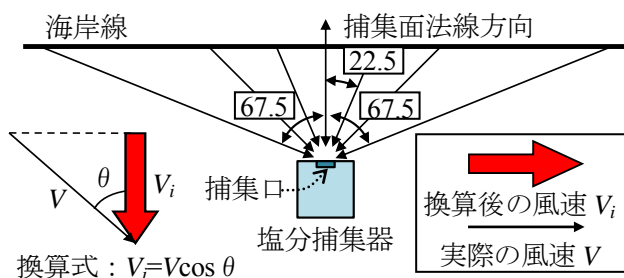 海岸線
捕集面法線方向
22.5
67.5
67.5
V
θ
Vi
捕集口
塩分捕集器
換算式：Vi=Vcos θ
換算後の風速 Vi
実際の風速 V